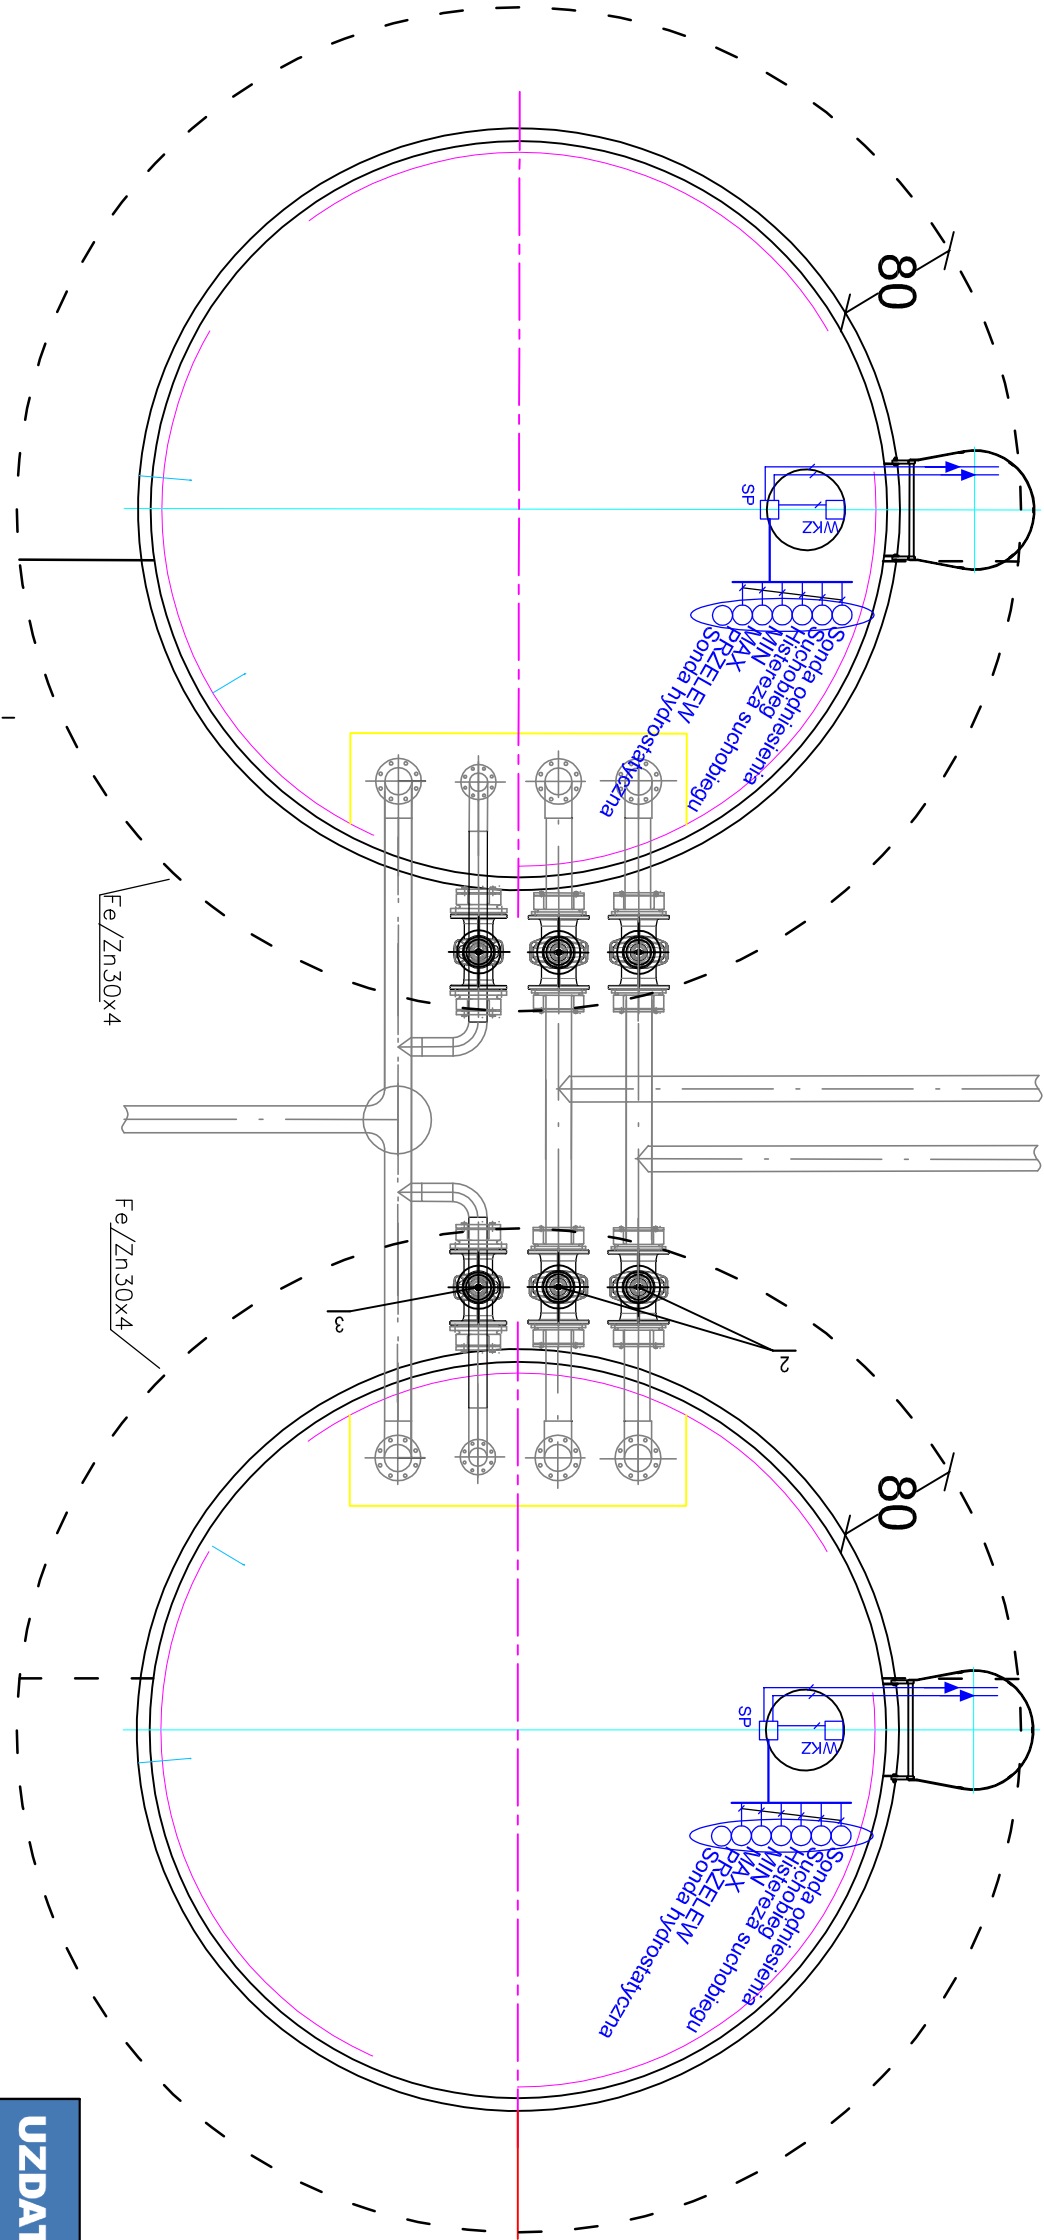 80
SP
WKZ
Sonda odniesienia
Suchobieg
Histereza suchobiegu
MIN
MAX
PRZELEW
Sonda hydrostatyczna
Fe/Zn30x4
Fe/Zn30x4
3
2
80
SP
WKZ
Sonda odniesienia
Suchobieg
Histereza suchobiegu
MIN
MAX
PRZELEW
Sonda hydrostatyczna
UZDAT